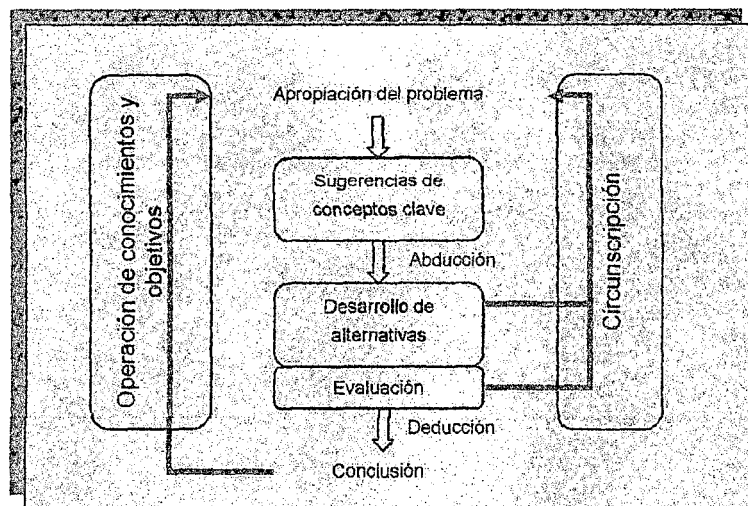 Operación de conocimientos y
objetivos
Apropiación del problema
Sugerencias de
conceptos clave
Abducción
Desarrollo de
alternativas
Evaluación
Deducción
Conclusión
Circunscripción